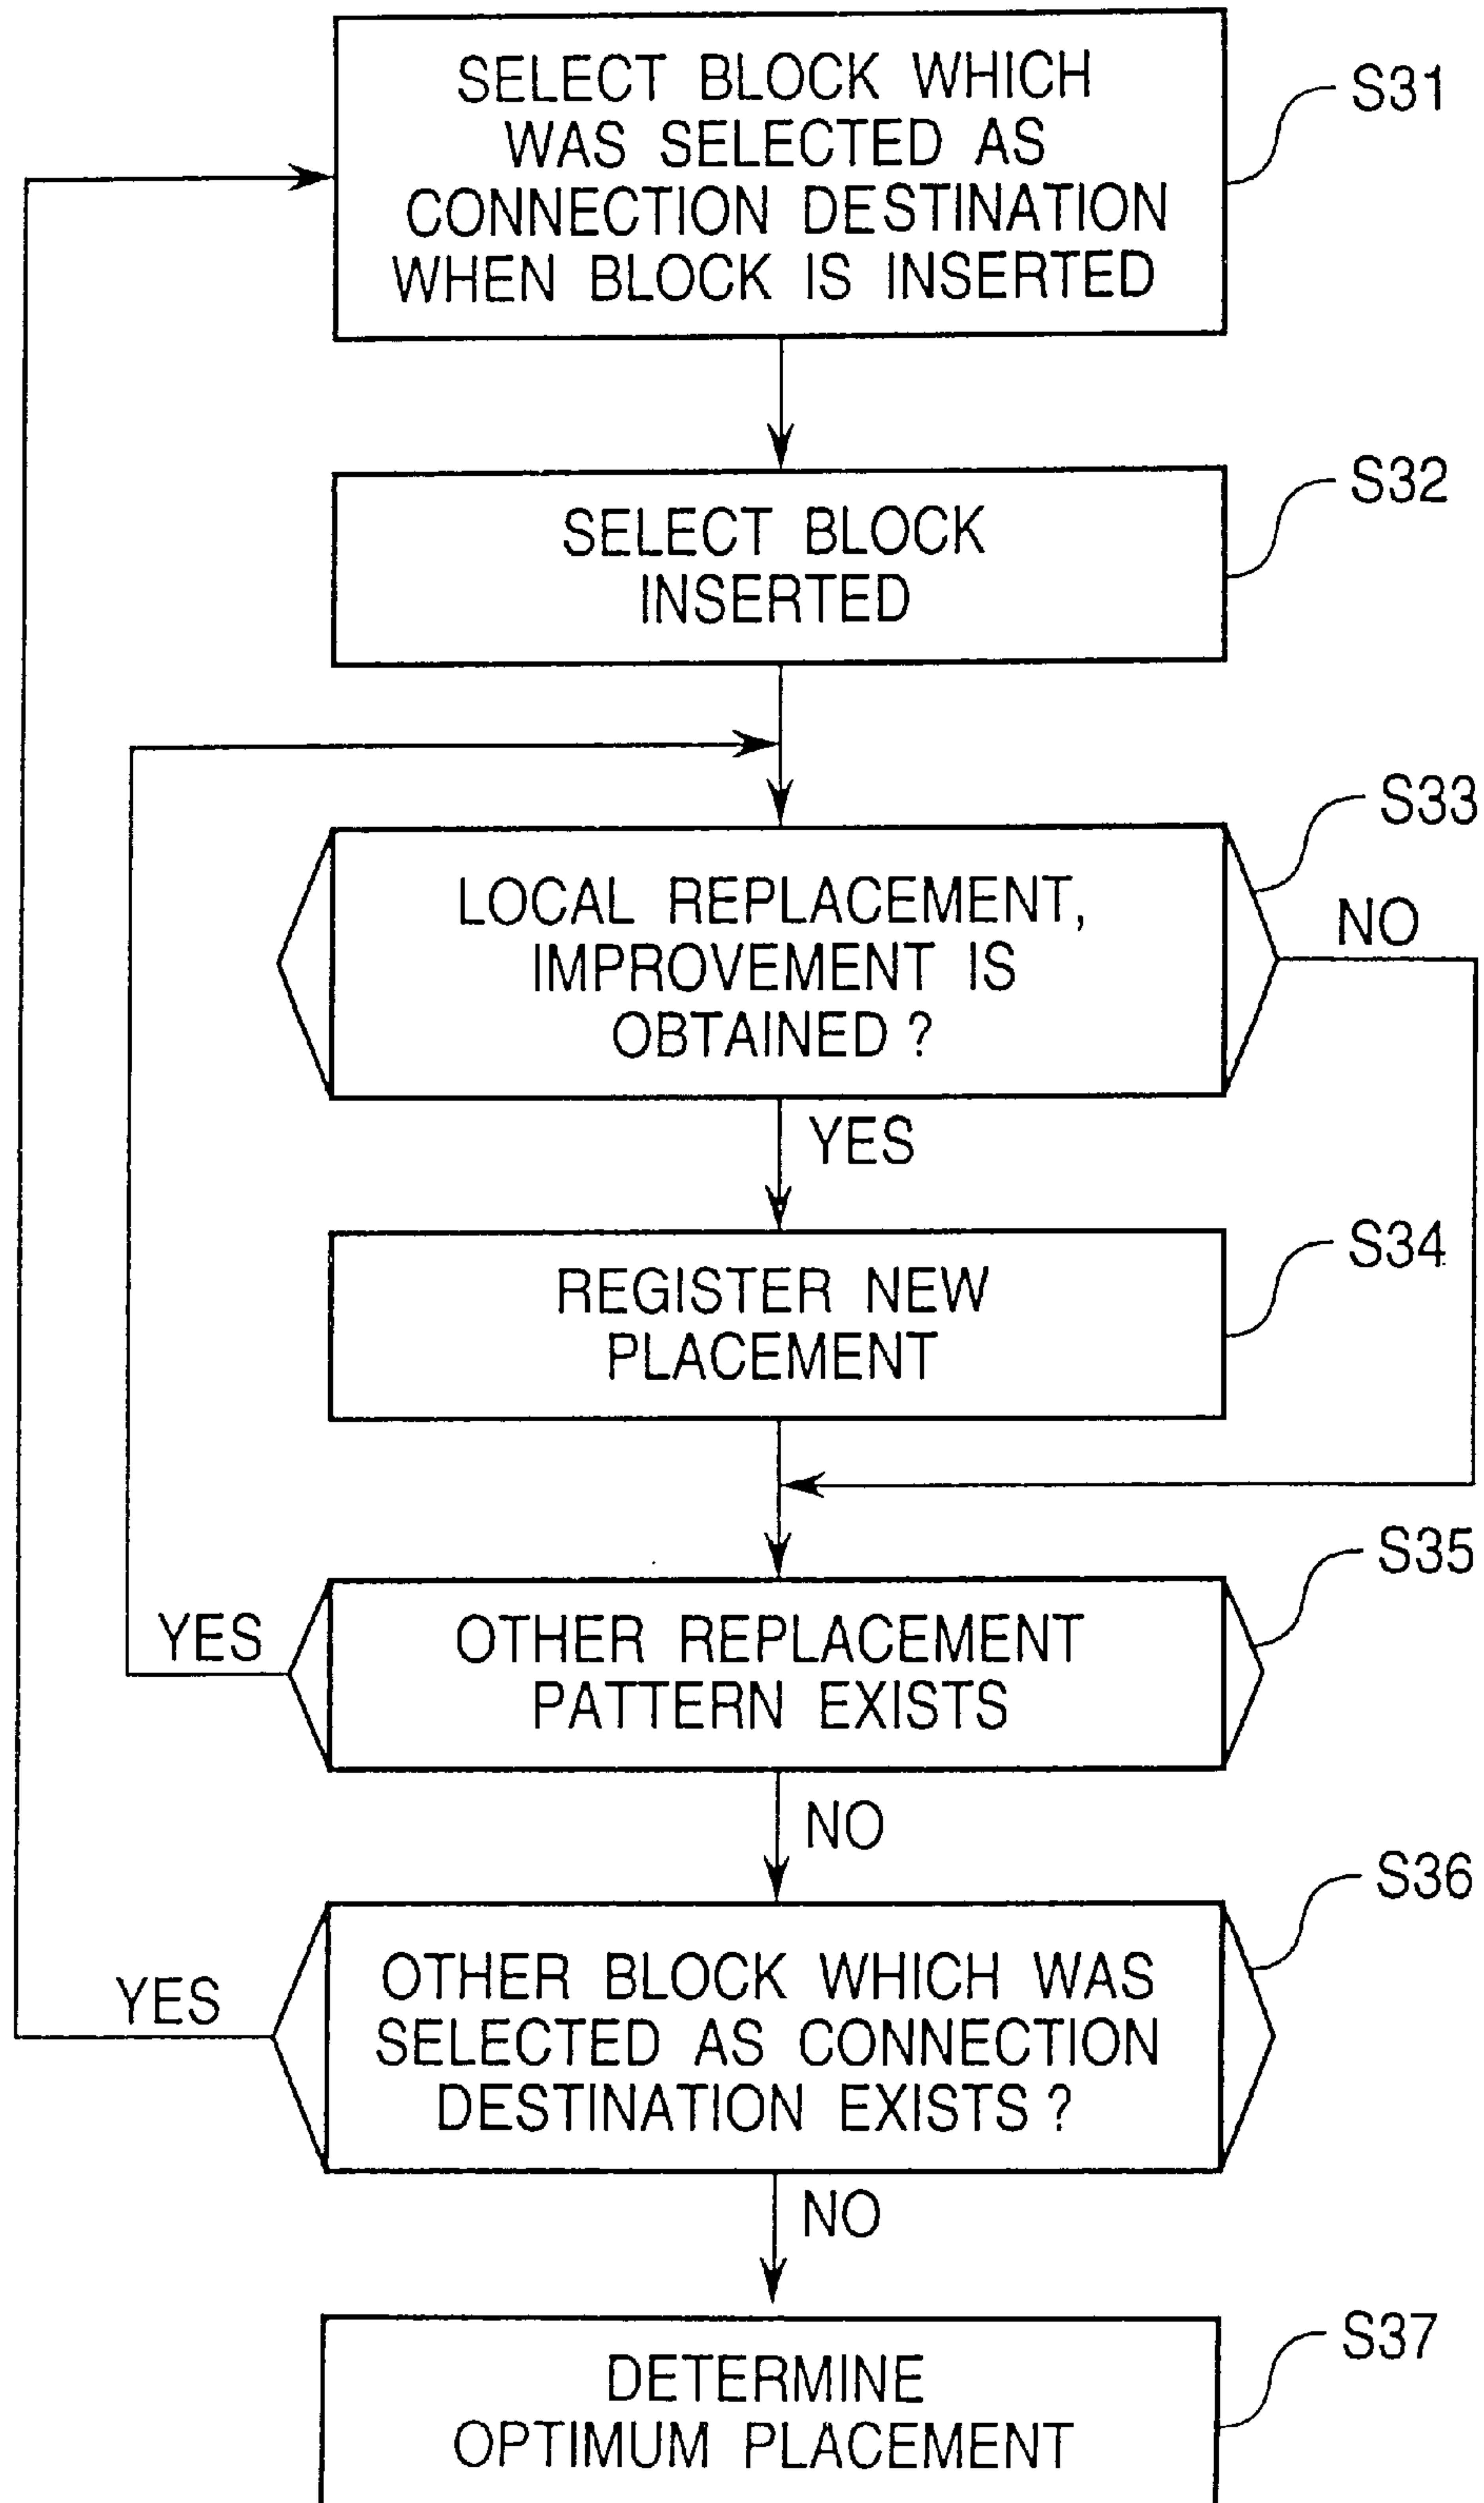 SELECT BLOCK WHICH
WAS SELECTED AS
CONNECTION DESTINATION
WHEN BLOCK IS INSERTED
S31
SELECT BLOCK
INSERTED
S32
LOCAL REPLACEMENT,
IMPROVEMENT IS
OBTAINED ?
S33
NO
YES
REGISTER NEW
PLACEMENT
S34
OTHER REPLACEMENT
PATTERN EXISTS
S35
YES
NO
OTHER BLOCK WHICH WAS
SELECTED AS CONNECTION
DESTINATION EXISTS ?
S36
YES
NO
DETERMINE
OPTIMUM PLACEMENT
S37